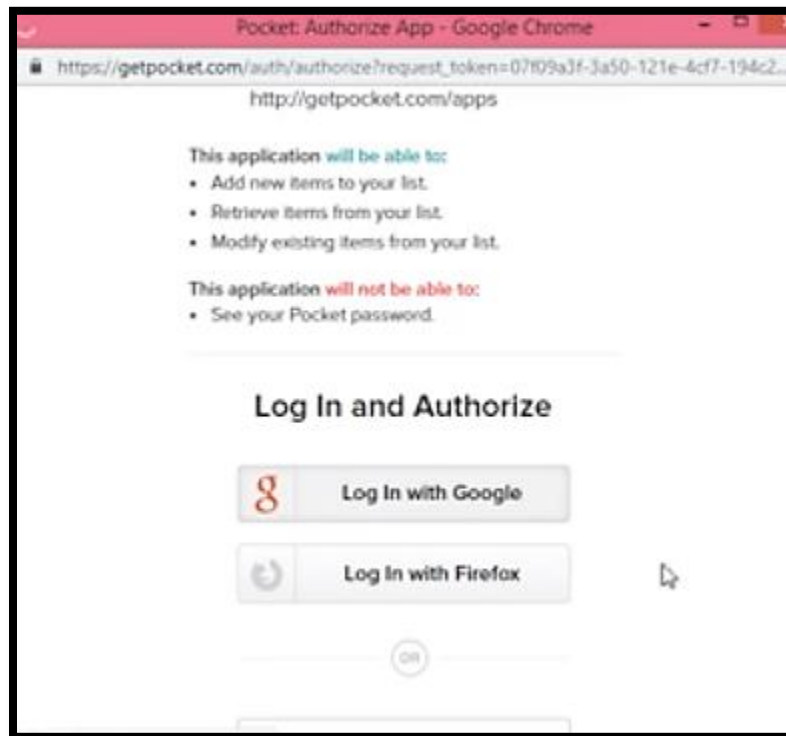 Pocket: Authorize App - Google Chrome
https://getpocket.com/auth/authorize?request_token=07f09a3f-3a50-121e-4cf7-194c2...
http://getpocket.com/apps
This application will be able to:
• Add new items to your list.
• Retrieve items from your list.
• Modify existing items from your list.
This application will not be able to:
• See your Pocket password.
Log In and Authorize
g Log In with Google
Log In with Firefox
OR